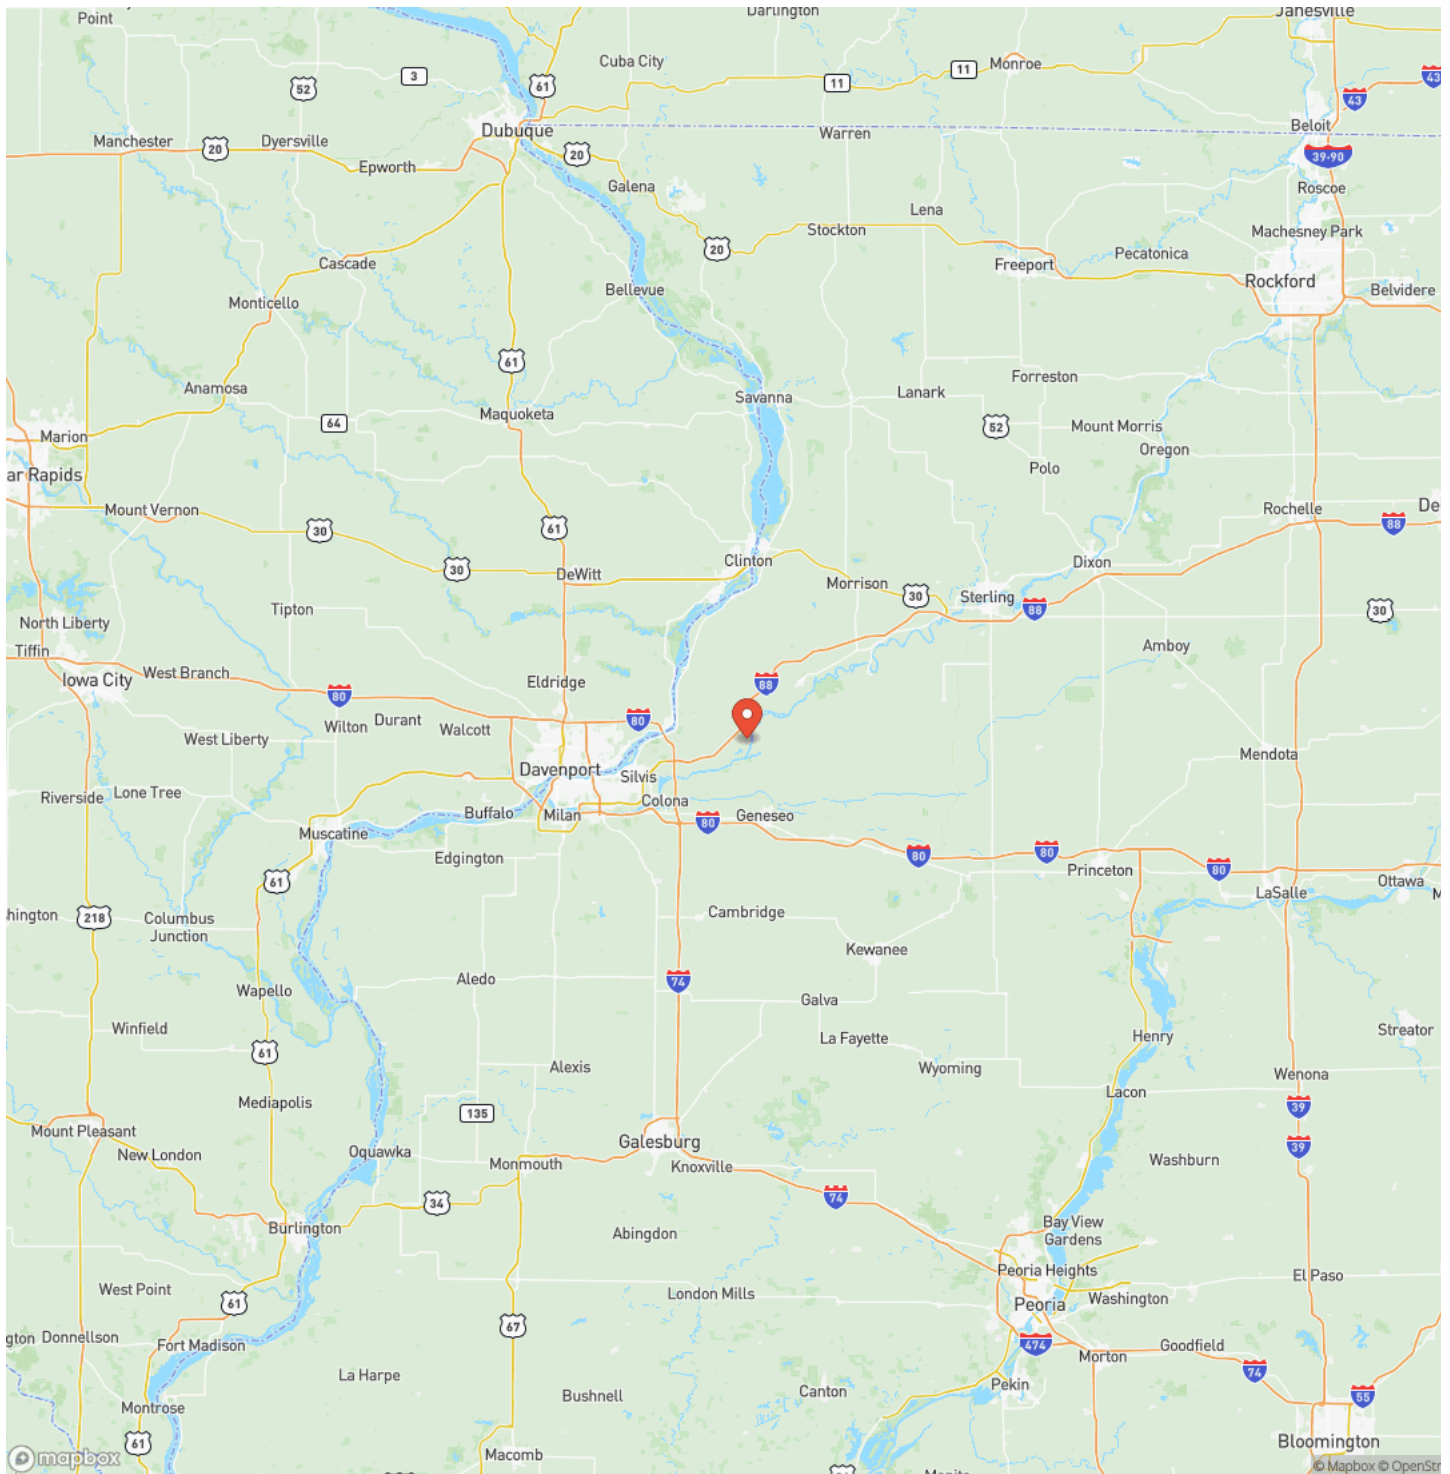 Point
Darlington
Janesville
3
52
61
Cuba City
11
11
Monroe
43
43
Beloit
Dubuque
Manchester
20
Dyersville
Epworth
20
Warren
39-90
Galena
Roscoe
Lena
Stockton
20
Machesney Park
Pecatonica
Freeport
Cascade
Rockford
Belvidere
Bellevue
Monticello
61
Anamosa
Forreston
Lanark
Savanna
Maquoketa
64
52
Mount Morris
Marion
Oregon
Polo
ar Rapids
Mount Vernon
30
61
Rochelle
De
88
Clinton
30
DeWitt
Dixon
Morrison
30
Sterling
88
30
Tipton
North Liberty
Tiffin
Amboy
West Branch
Iowa City
80
Eldridge
88
Wilton
Durant
Walcott
80
West Liberty
Mendota
Davenport
Silvis
Riverside
Lone Tree
Colona
Buffalo
Milan
Geneseo
80
Muscatine
Edgington
80
80
Princeton
80
61
LaSalle
Ottawa
M
hington
218
Columbus
Junction
Cambridge
Kewanee
74
Aledo
Wapello
Galva
Winfield
La Fayette
Henry
Streator
61
Alexis
Wyoming
Wenona
Lacon
Mediapolis
135
39
Mount Pleasant
Galesburg
39
New London
Oquawka
Monmouth
Knoxville
Washburn
34
74
Burlington
Abingdon
Bay View
Gardens
Peoria Heights
El Paso
West Point
London Mills
61
Peoria
Washington
67
gton
Donnellson
Fort Madison
474
Goodfield
Morton
La Harpe
74
Pekin
Canton
Bushnell
55
Montrose
61
Bloomington
mapbox
Macomb
© Mapbox © OpenStr